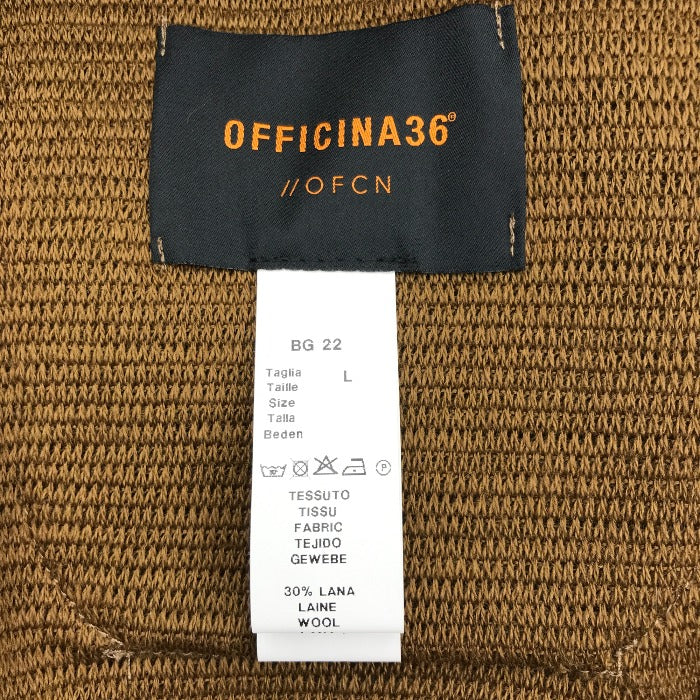 OFFICINA36®
//OFCN
BG 22
Taglia L
Taille
Size
Talla
Beden
P
TESSUTO
TISSU
FABRIC
TEJIDO
GEWEBE
30% LANA
LAINE
WOOL